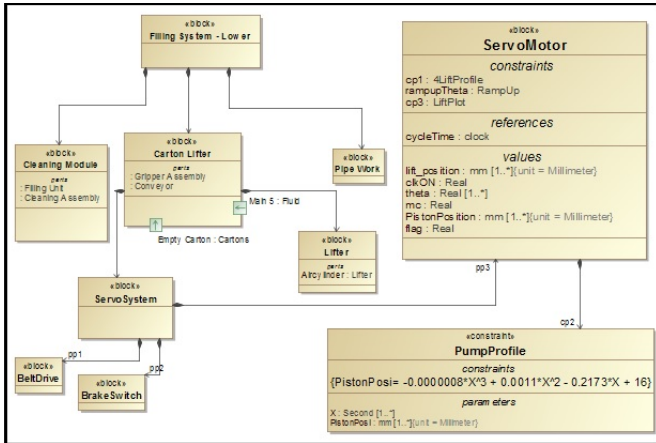 «block»
Filling System - Lower
«block»
Cleaning Module
parts
: Filling Unit
: Cleaning Assembly
«block»
Carton Lifter
parts
: Gripper Assembly
: Conveyor
Main 5 : Fluid
Empty Carton : Cartons
«block»
Pipe Work
«block»
Lifter
parts
Aircylinder : Lifter
«block»
ServoSystem
pp1
pp2
pp3
«block»
BeltDrive
«block»
BrakeSwitch
«block»
ServoMotor
constraints
cp1 : 4LiftProfile
rampupTheta : RampUp
cp3 : LiftPlot
references
cycleTime : clock
values
lift_position : mm [1..*]{unit = Millimeter}
clkON : Real
theta : Real [1..*]
mc : Real
PistonPosition : mm [1..*]{unit = Millimeter}
flag : Real
cp2
«constraint»
PumpProfile
constraints
{PistonPosi= -0.0000008*X^3 + 0.0011*X^2 - 0.2173*X + 16}
parameters
X : Second [1..*]
PistonPosi : mm [1..*]{unit = Millimeter}